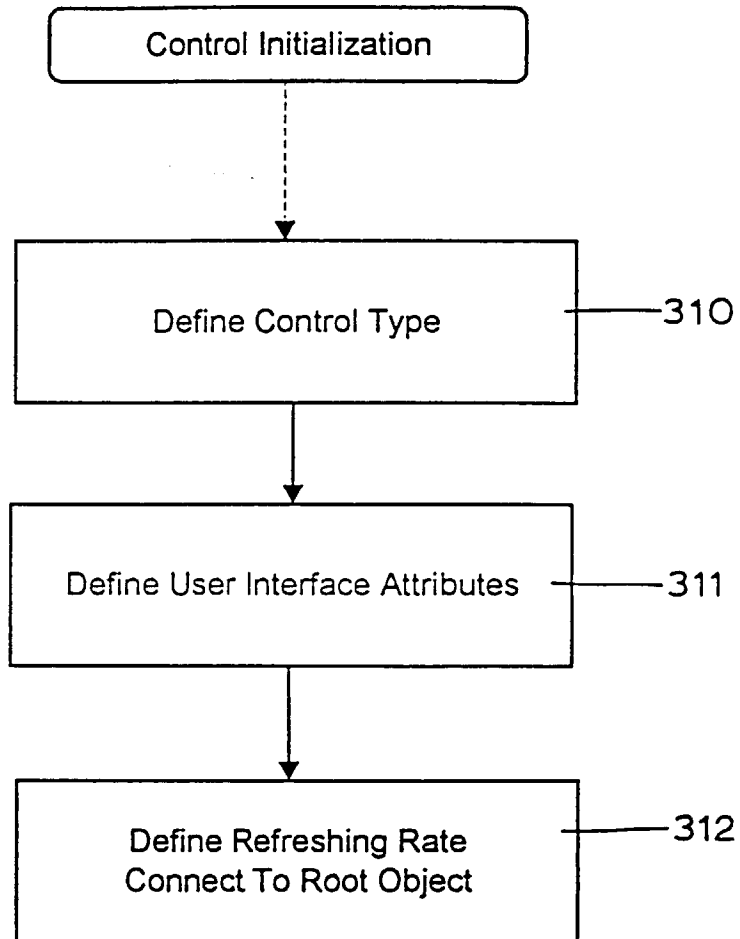 Control Initialization
Define Control Type
310
Define User Interface Attributes
311
Define Refreshing Rate
Connect To Root Object
312